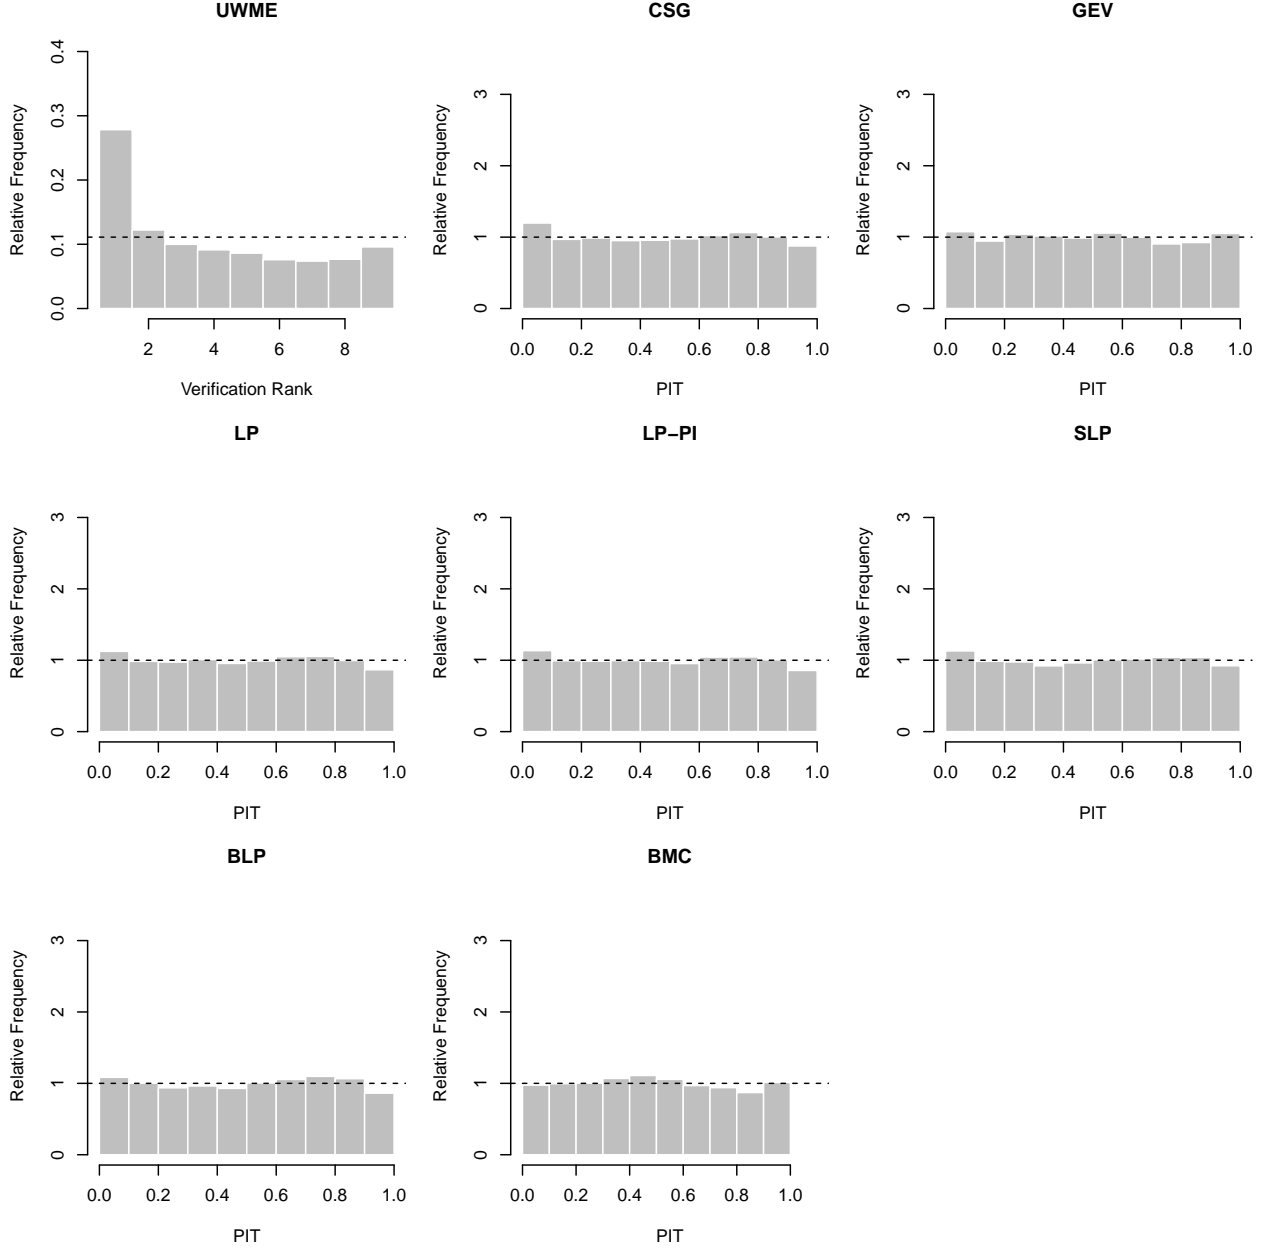 UWME
Relative Frequency
0.0 0.1 0.2 0.3 0.4
2 4 6 8
Verification Rank
CSG
Relative Frequency
0 1 2 3
0.0 0.2 0.4 0.6 0.8 1.0
PIT
GEV
Relative Frequency
0 1 2 3
0.0 0.2 0.4 0.6 0.8 1.0
PIT
LP
Relative Frequency
0 1 2 3
0.0 0.2 0.4 0.6 0.8 1.0
PIT
LP−PI
Relative Frequency
0 1 2 3
0.0 0.2 0.4 0.6 0.8 1.0
PIT
SLP
Relative Frequency
0 1 2 3
0.0 0.2 0.4 0.6 0.8 1.0
PIT
BLP
Relative Frequency
0 1 2 3
0.0 0.2 0.4 0.6 0.8 1.0
PIT
BMC
Relative Frequency
0 1 2 3
0.0 0.2 0.4 0.6 0.8 1.0
PIT